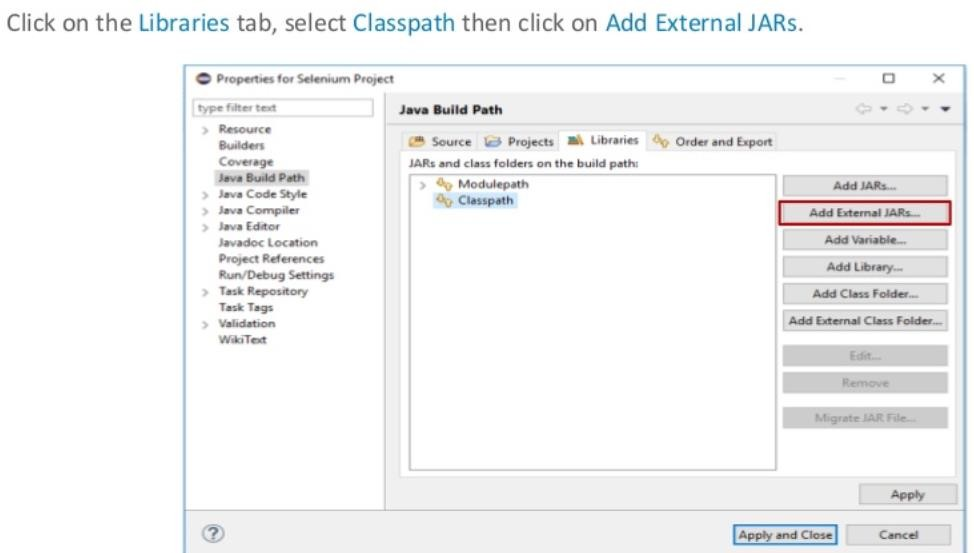 Click on the Libraries tab, select Classpath then click on Add External JARs.
Properties for Selenium Project
type filter text
Resource
Builders
Coverage
Java Build Path
Java Code Style
Java Compiler
Java Editor
Javadoc Location
Project References
Run/Debug Settings
Task Repository
Task Tags
Validation
WikiText
Java Build Path
Source Projects Libraries Order and Export
JARs and class folders on the build path:
Modulepath
Classpath
Add JARs...
Add External JARs...
Add Variable...
Add Library...
Add Class Folder...
Add External Class Folder...
Edit...
Remove
Migrate JAR File...
Apply
Apply and Close Cancel